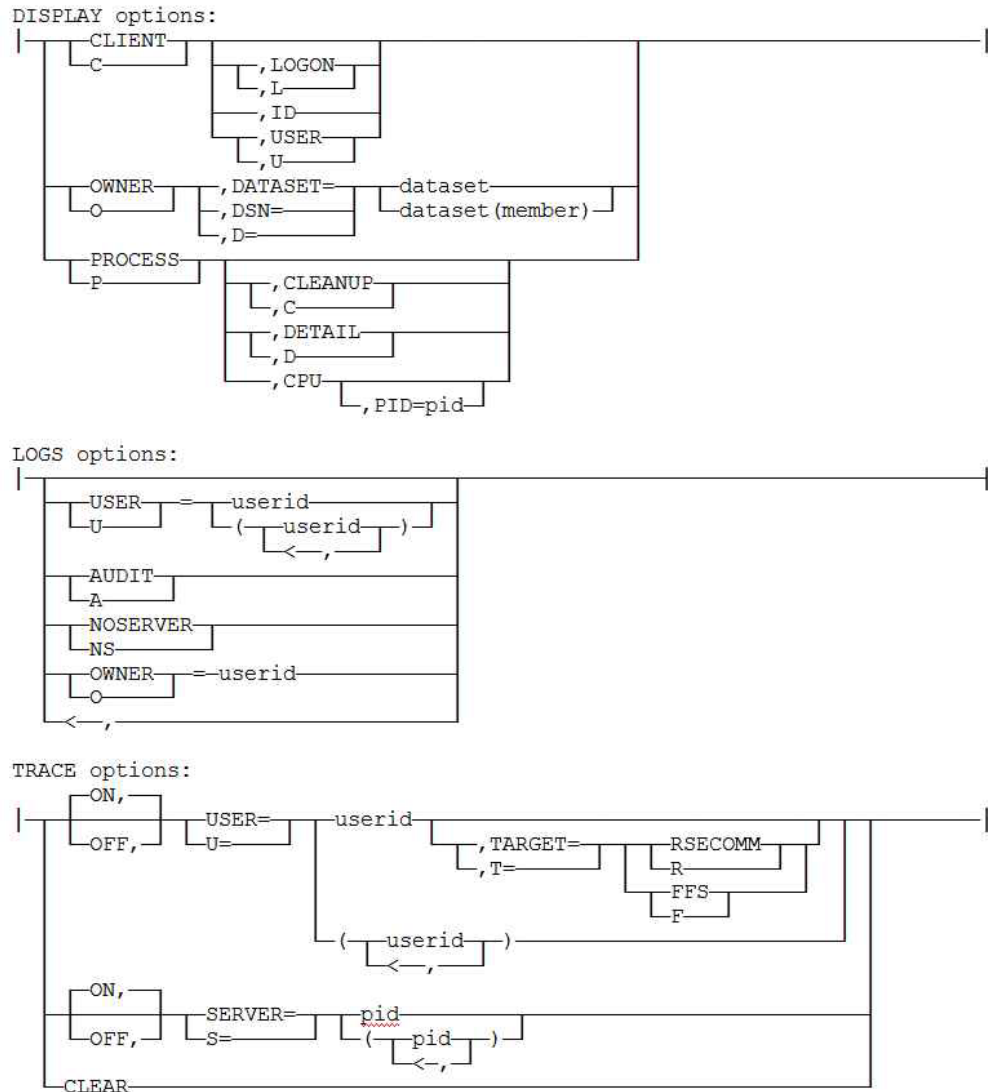 DISPLAY options:
CLIENT
C
,LOGON
,L
,ID
,USER
,U
OWNER ,DATASET= dataset
O ,DSN= dataset(member)
,D=
PROCESS
P
,CLEANUP
,C
,DETAIL
,D
,CPU
,PID=pid
LOGS options:
USER = userid
U ( userid )
< ,
AUDIT
A
NOSERVER
NS
OWNER = userid
O
< ,
TRACE options:
ON,
USER= userid
OFF, U= ,TARGET= RSECOMM
,T= R
FFS
F
( userid )
< ,
ON,
SERVER= pid
OFF, S= ( pid )
< ,
CLEAR